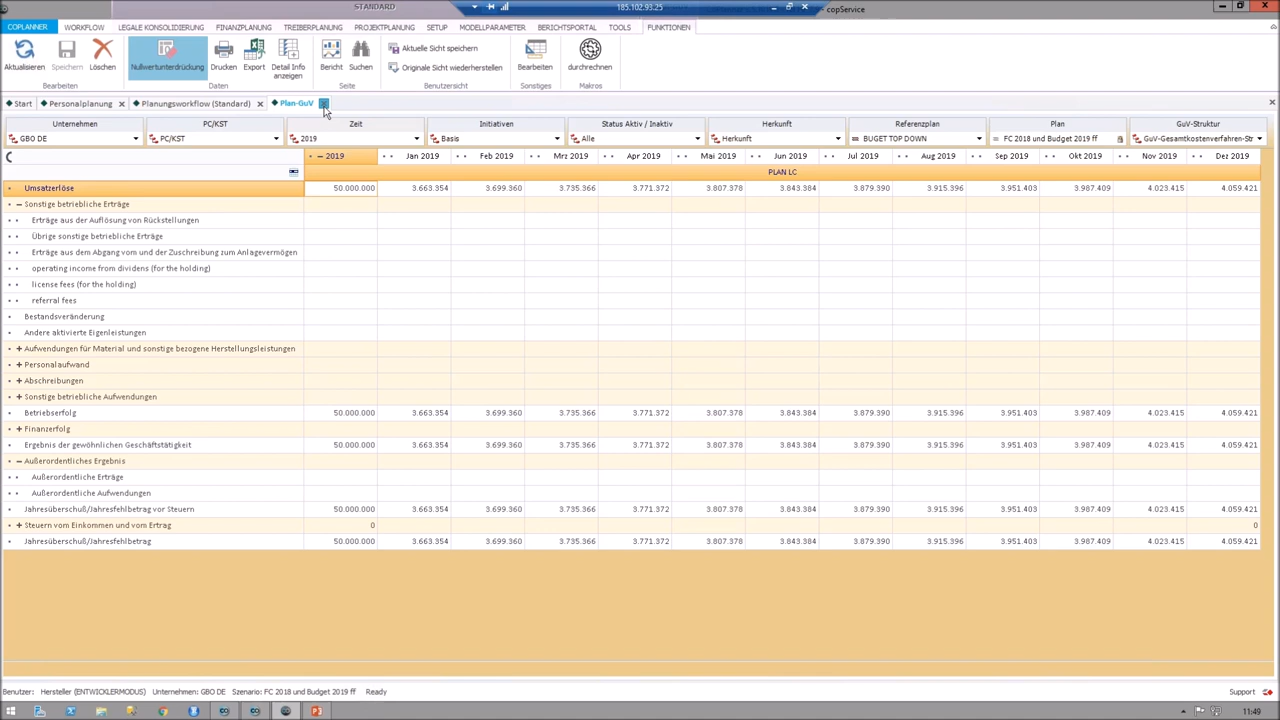 STANDARD
185.102.93.25
copService
COPLANNER WORKFLOW LEGALE KONSOLIDIERUNG FINANZPLANUNG TREIBERPLANUNG PROJEKTPLANUNG SETUP MODELLPARAMETER BERICHTSPORTAL TOOLS FUNKTIONEN
Aktualisieren Speichern Löschen Nullwertunterdrückung Drucken Export Detail Info anzeigen Bericht Suchen Aktuelle Sicht speichern Originale Sicht wiederherstellen Bearbeiten durchrechnen
Bearbeiten Daten Seite Benutzersicht Sonstiges Makros
Start Personalplanung Planungsworkflow (Standard) Plan-GuV
Unternehmen PC/KST Zeit Initiativen Status Aktiv / Inaktiv Herkunft Referenzplan Plan GuV-Struktur
GBO DE PC/KST 2019 Basis Alle Herkunft BUGET TOP DOWN FC 2018 und Budget 2019 ff GuV-Gesamtkostenverfahren-Str
2019 Jan 2019 Feb 2019 Mrz 2019 Apr 2019 Mai 2019 Jun 2019 Jul 2019 Aug 2019 Sep 2019 Okt 2019 Nov 2019 Dez 2019
PLAN LC
Umsatzerlöse 50.000.000 3.663.354 3.699.360 3.735.366 3.771.372 3.807.378 3.843.384 3.879.390 3.915.396 3.951.403 3.987.409 4.023.415 4.059.421
Sonstige betriebliche Erträge
Erträge aus der Auflösung von Rückstellungen
Übrige sonstige betriebliche Erträge
Erträge aus dem Abgang vom und der Zuschreibung zum Anlagevermögen
operating income from dividens (for the holding)
license fees (for the holding)
referral fees
Bestandsveränderung
Andere aktivierte Eigenleistungen
Aufwendungen für Material und sonstige bezogene Herstellungsleistungen
Personalaufwand
Abschreibungen
Sonstige betriebliche Aufwendungen
Betriebserfolg 50.000.000 3.663.354 3.699.360 3.735.366 3.771.372 3.807.378 3.843.384 3.879.390 3.915.396 3.951.403 3.987.409 4.023.415 4.059.421
Finanzerfolg
Ergebnis der gewöhnlichen Geschäftstätigkeit 50.000.000 3.663.354 3.699.360 3.735.366 3.771.372 3.807.378 3.843.384 3.879.390 3.915.396 3.951.403 3.987.409 4.023.415 4.059.421
Außerordentliches Ergebnis
Außerordentliche Erträge
Außerordentliche Aufwendungen
Jahresüberschuß/Jahresfehlbetrag vor Steuern 50.000.000 3.663.354 3.699.360 3.735.366 3.771.372 3.807.378 3.843.384 3.879.390 3.915.396 3.951.403 3.987.409 4.023.415 4.059.421
Steuern vom Einkommen und vom Ertrag 0 0
Jahresüberschuß/Jahresfehlbetrag 50.000.000 3.663.354 3.699.360 3.735.366 3.771.372 3.807.378 3.843.384 3.879.390 3.915.396 3.951.403 3.987.409 4.023.415 4.059.421
Benutzer: Hersteller (ENTWICKLERMODUS) Unternehmen: GBO DE Szenario: FC 2018 und Budget 2019 ff Ready Support
11:49